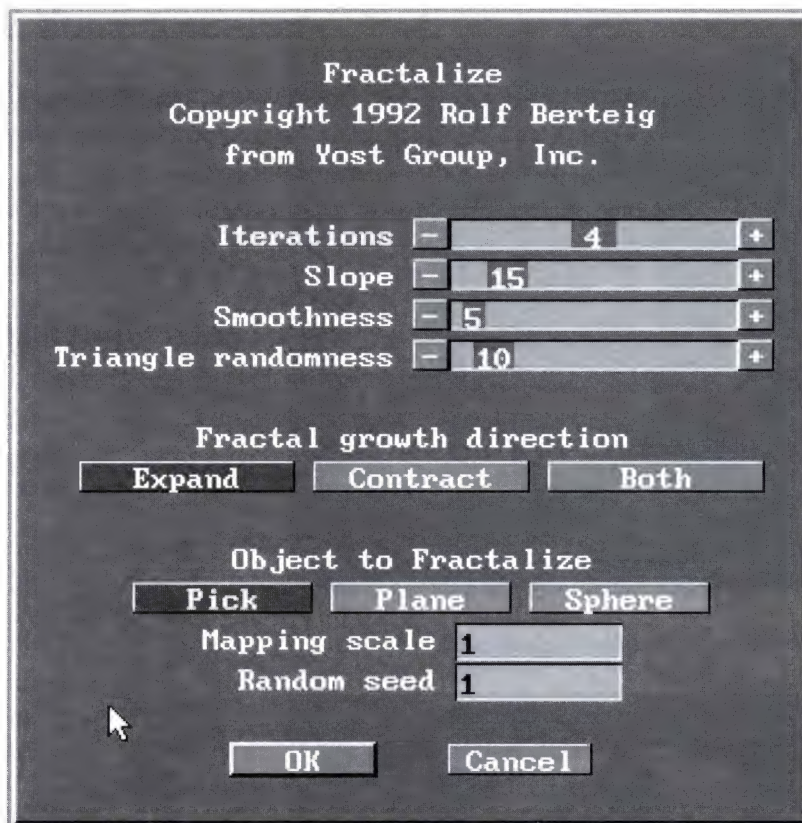 Fractalize
Copyright 1992 Rolf Berteig
from Yost Group, Inc.
Iterations - 4 +
Slope - 15 +
Smoothness - 5 +
Triangle randomness - 10 +
Fractal growth direction
Expand Contract Both
Object to Fractalize
Pick Plane Sphere
Mapping scale 1
Random seed 1
OK Cancel